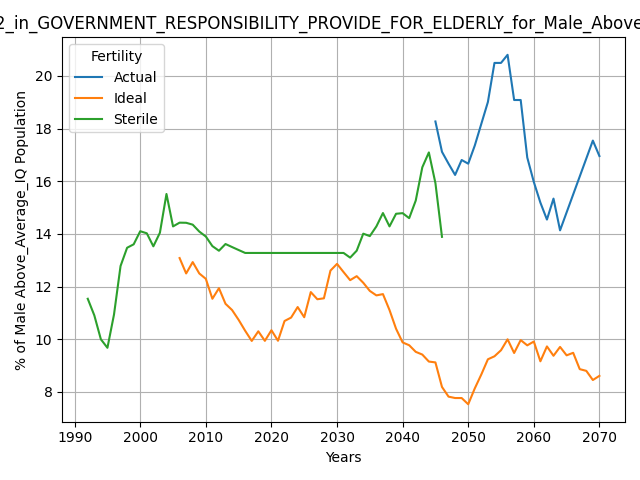 2_in_GOVERNMENT_RESPONSIBILITY_PROVIDE_FOR_ELDERLY_for_Male_Above
Fertility
Actual
Ideal
Sterile
% of Male Above_Average_IQ Population
20
18
16
14
12
10
8
1990 2000 2010 2020 2030 2040 2050 2060 2070
Years